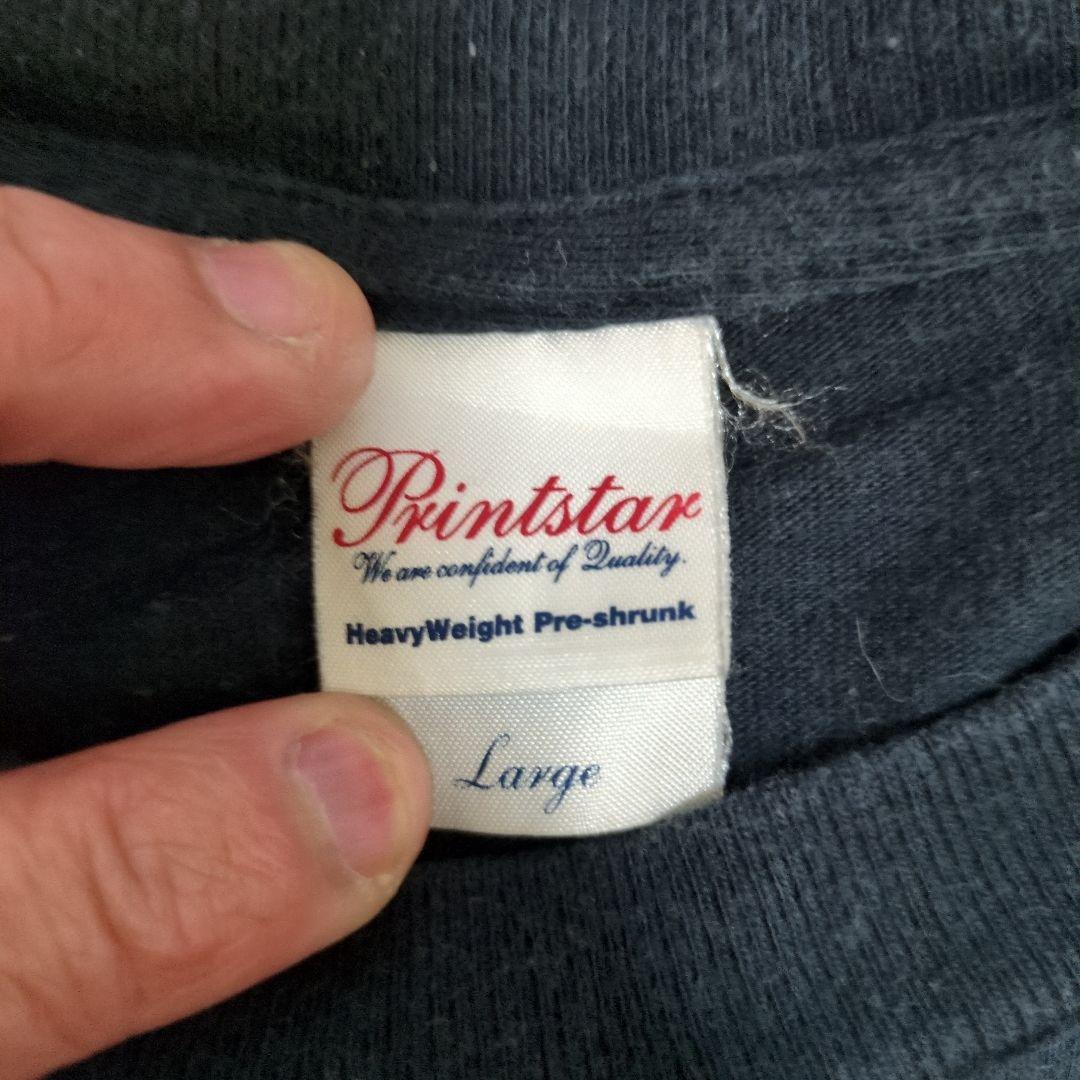 Printstar
We are confident of Quality.
HeavyWeight Pre-shrunk
Large